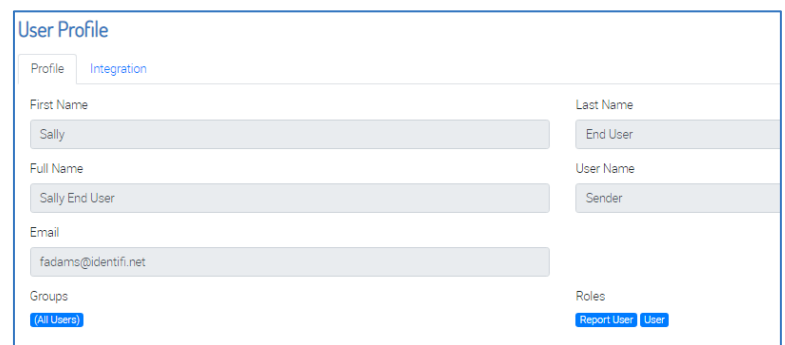 User Profile
Profile Integration
First Name Last Name
Sally End User
Full Name User Name
Sally End User Sender
Email
fadams@identifi.net
Groups Roles
(All Users) Report User User